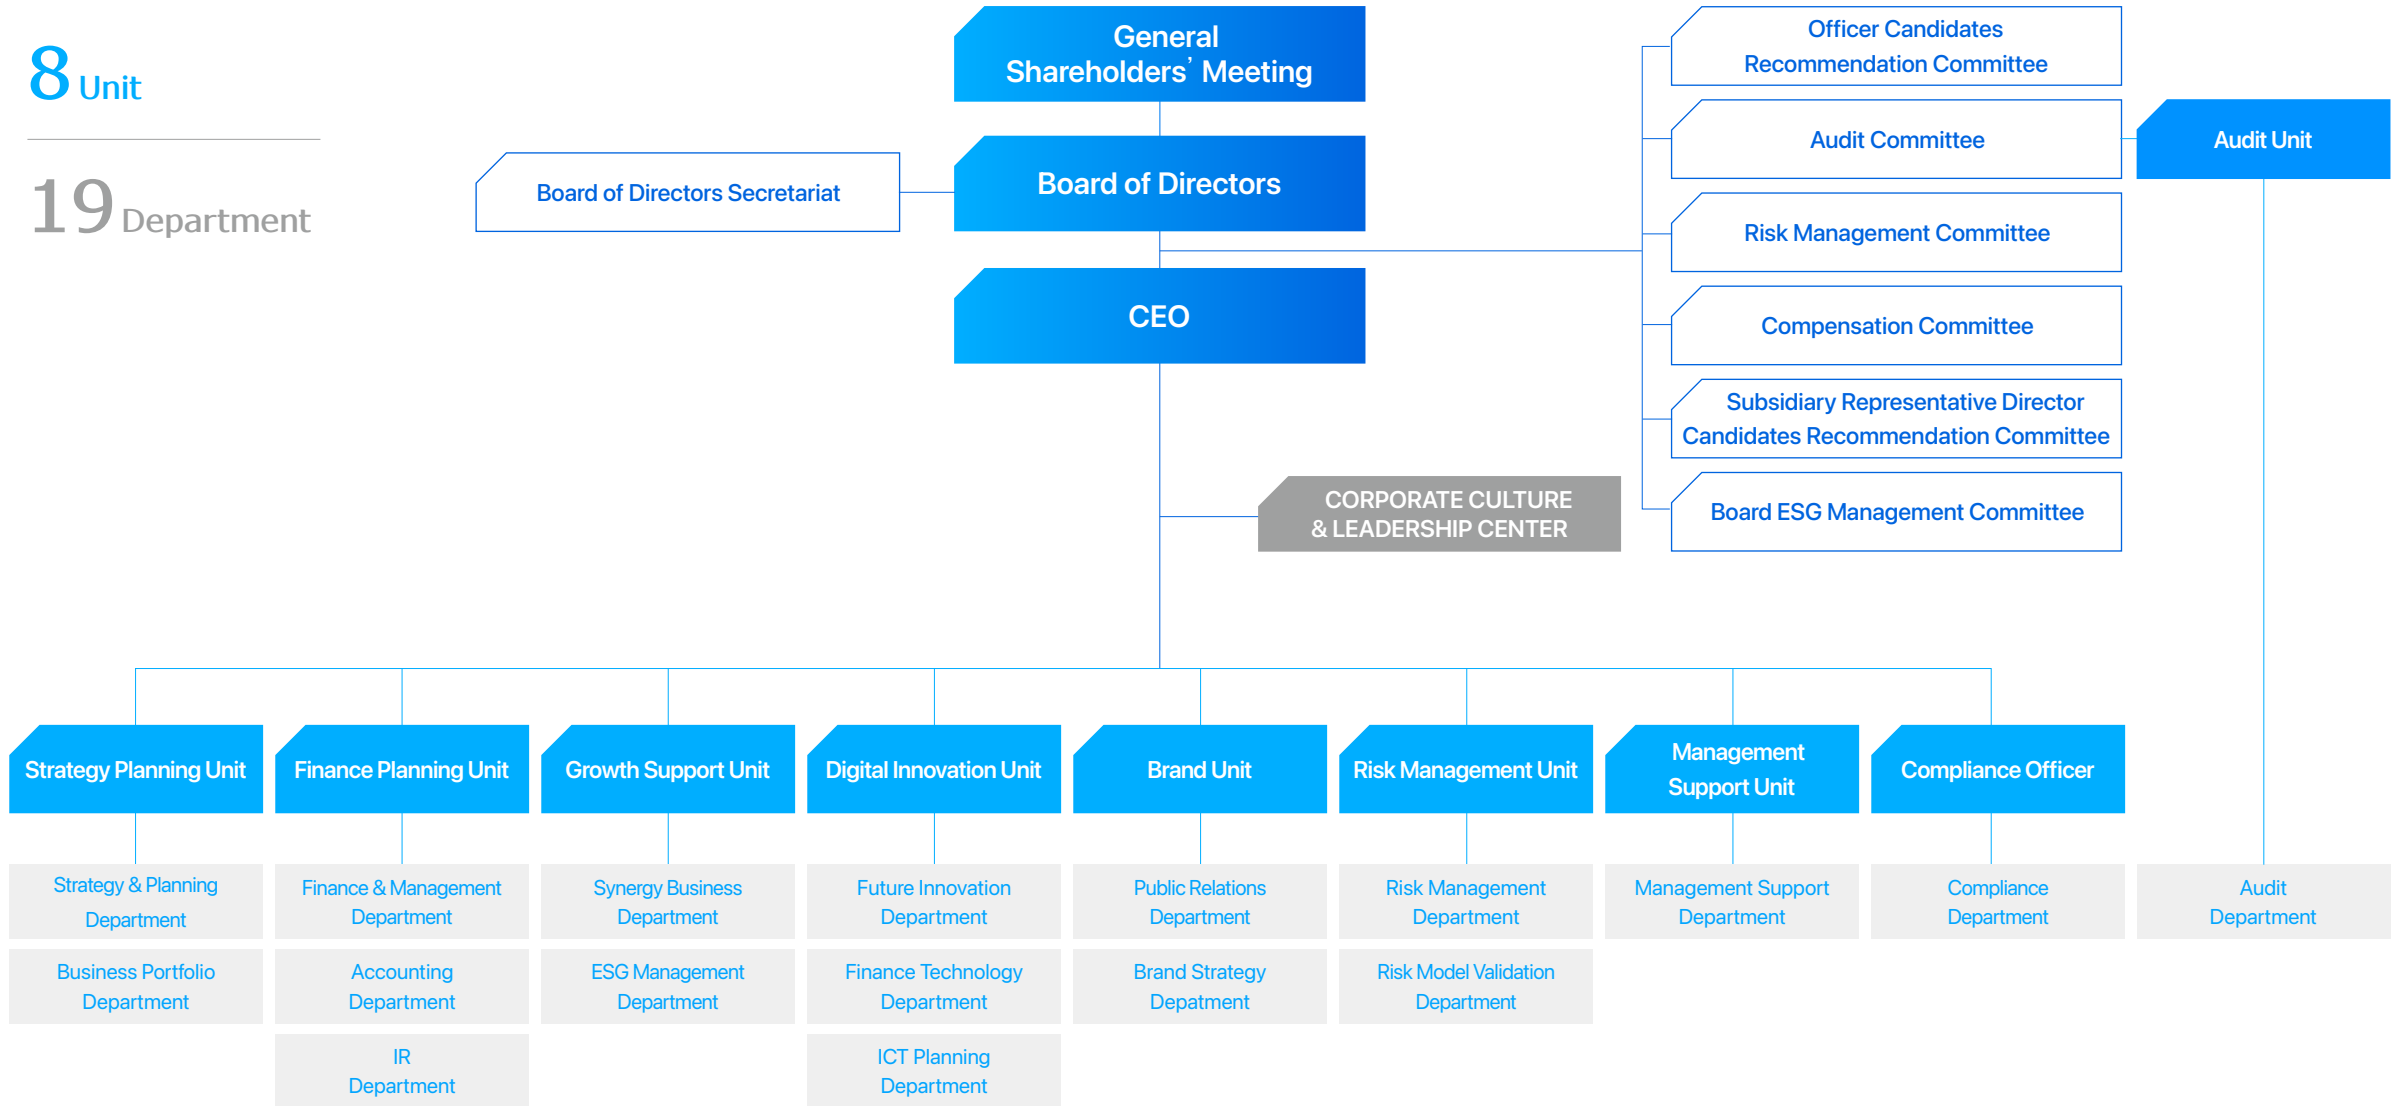 8 Unit
19 Department
General
Shareholders’ Meeting
Board of Directors Secretariat
Board of Directors
CEO
Officer Candidates
Recommendation Committee
Audit Committee
Audit Unit
Risk Management Committee
Compensation Committee
Subsidiary Representative Director
Candidates Recommendation Committee
Board ESG Management Committee
CORPORATE CULTURE
& LEADERSHIP CENTER
Strategy Planning Unit
Strategy & Planning
Department
Business Portfolio
Department
Finance Planning Unit
Finance & Management
Department
Accounting
Department
IR
Department
Growth Support Unit
Synergy Business
Department
ESG Management
Department
Digital Innovation Unit
Future Innovation
Department
Finance Technology
Department
ICT Planning
Department
Brand Unit
Public Relations
Department
Brand Strategy
Depatment
Risk Management Unit
Risk Management
Department
Risk Model Validation
Department
Management
Support Unit
Management Support
Department
Compliance Officer
Compliance
Department
Audit
Department